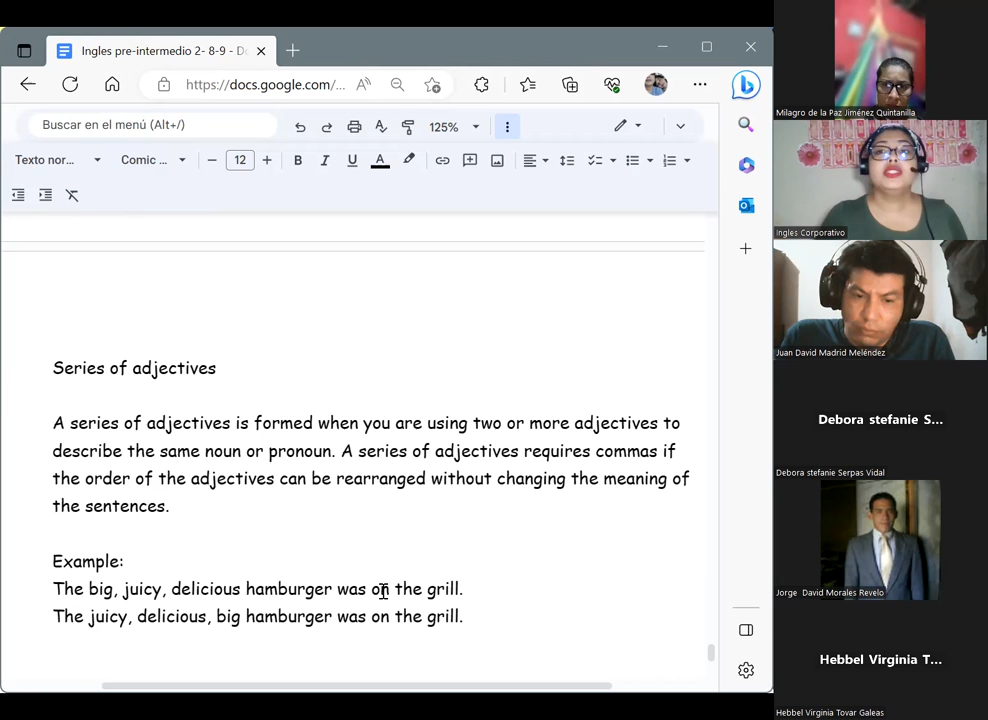 Ingles pre-intermedio 2- 8-9 - D
https://docs.google.com/...
Buscar en el menú (Alt+/)
125%
Texto nor...
Comic ...
12
B I U A
Series of adjectives
A series of adjectives is formed when you are using two or more adjectives to
describe the same noun or pronoun. A series of adjectives requires commas if
the order of the adjectives can be rearranged without changing the meaning of
the sentences.
Example:
The big, juicy, delicious hamburger was on the grill.
The juicy, delicious, big hamburger was on the grill.
Milagro de la Paz Jiménez Quintanilla
Ingles Corporativo
Juan David Madrid Meléndez
Debora stefanie S...
Debora stefanie Serpas Vidal
Jorge David Morales Revelo
Hebbel Virginia T...
Hebbel Virginia Tovar Galeas